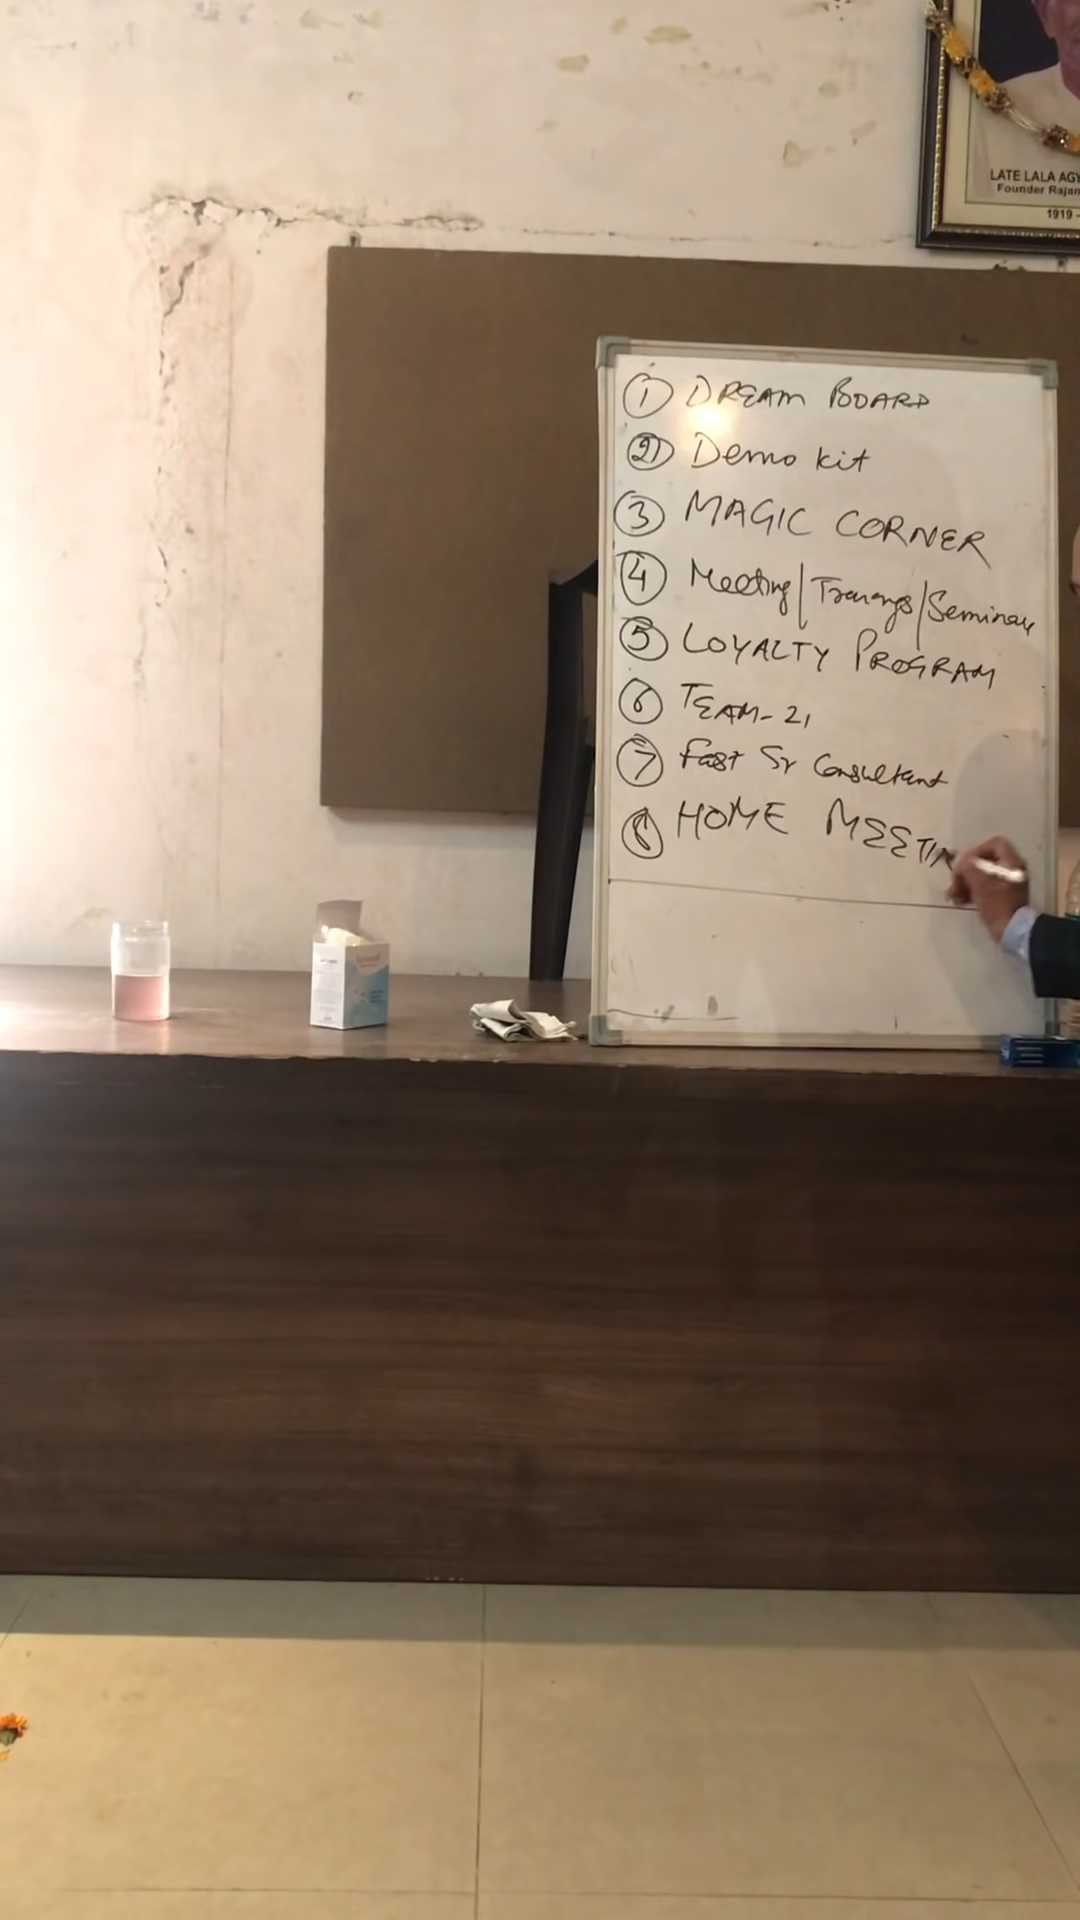 LATE LALA AGY
Founder Rajan
1919 -
① DREAM BOARD
② Demo kit
③ MAGIC CORNER
④ Meeting/Trainings/Seminar
⑤ LOYALTY PROGRAM
⑥ TEAM-21
⑦ Fast Sr Consultant
⑧ HOME MEETIN